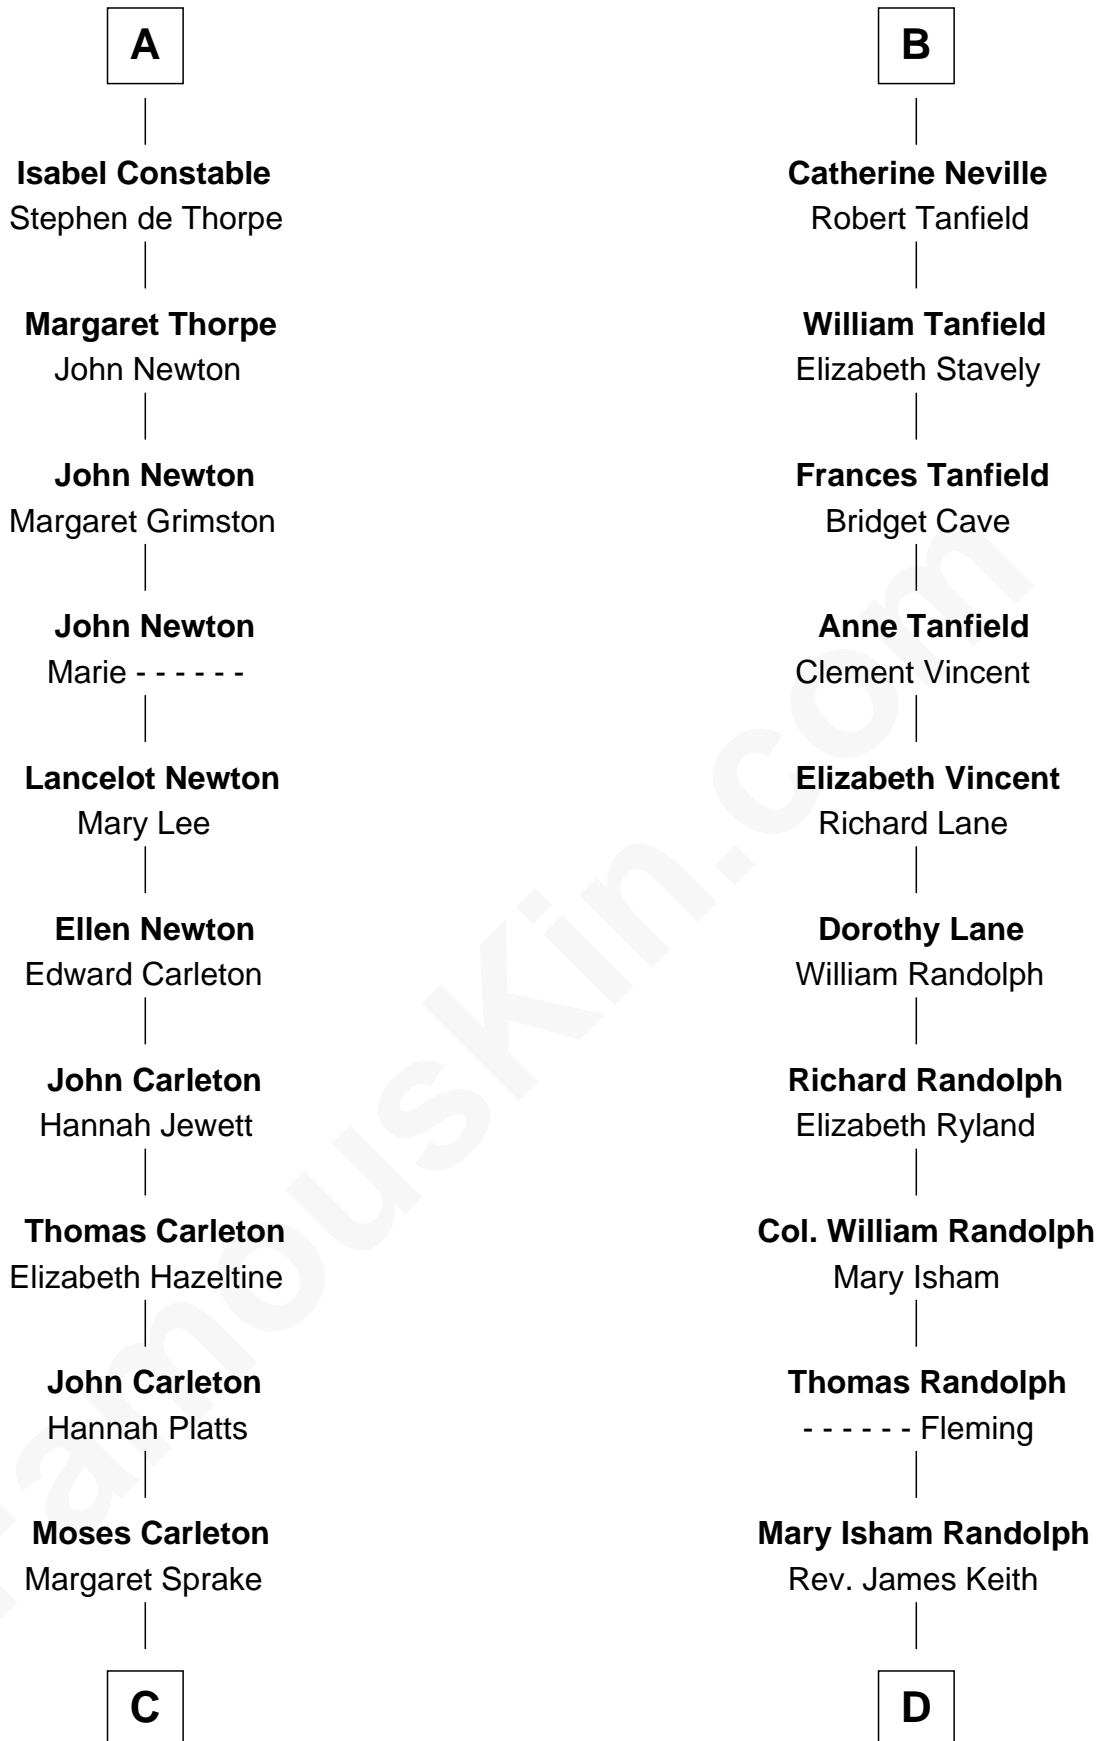 A
Isabel Constable
Stephen de Thorpe
Margaret Thorpe
John Newton
John Newton
Margaret Grimston
John Newton
Marie - - - - - -
Lancelot Newton
Mary Lee
Ellen Newton
Edward Carleton
John Carleton
Hannah Jewett
Thomas Carleton
Elizabeth Hazeltine
John Carleton
Hannah Platts
Moses Carleton
Margaret Sprake
C
B
Catherine Neville
Robert Tanfield
William Tanfield
Elizabeth Stavely
Frances Tanfield
Bridget Cave
Anne Tanfield
Clement Vincent
Elizabeth Vincent
Richard Lane
Dorothy Lane
William Randolph
Richard Randolph
Elizabeth Ryland
Col. William Randolph
Mary Isham
Thomas Randolph
- - - - - - Fleming
Mary Isham Randolph
Rev. James Keith
D
FamousKin.com